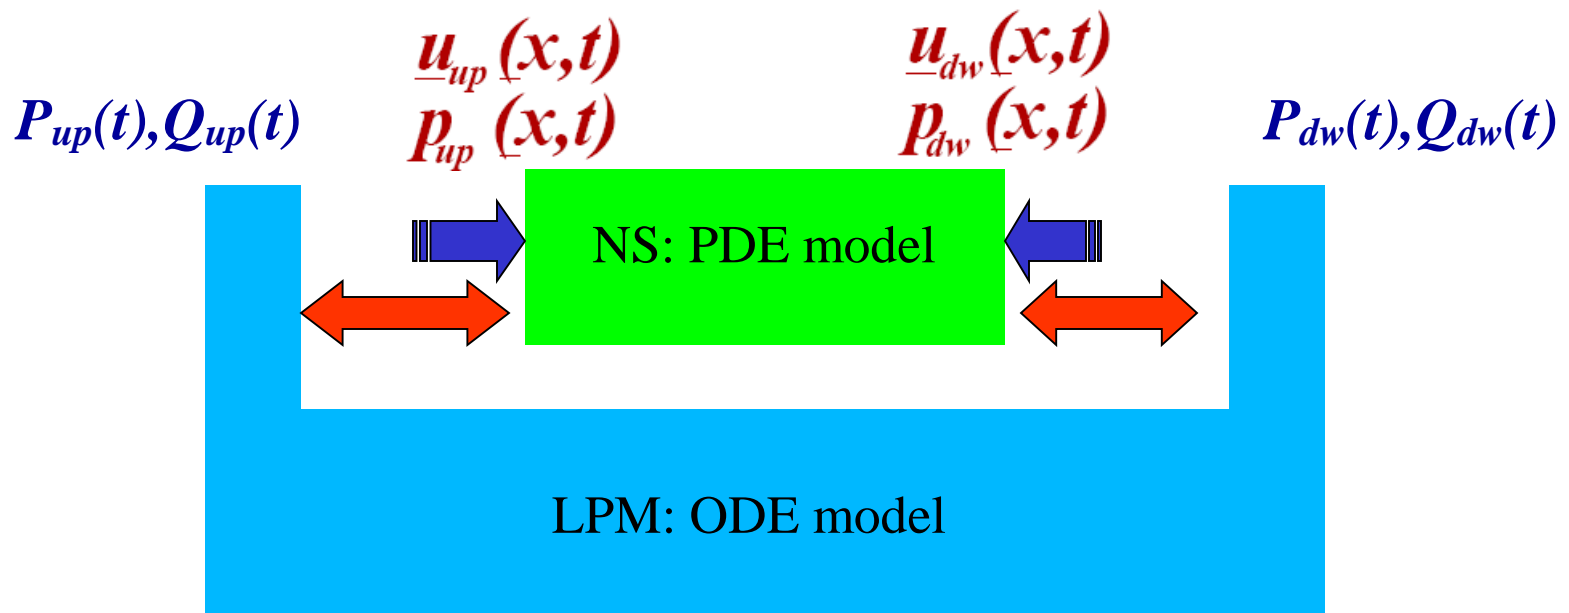 u_up (x,t)
p_up (x,t)
u_dw (x,t)
p_dw (x,t)
P_up(t),Q_up(t)
P_dw(t),Q_dw(t)
NS: PDE model
LPM: ODE model